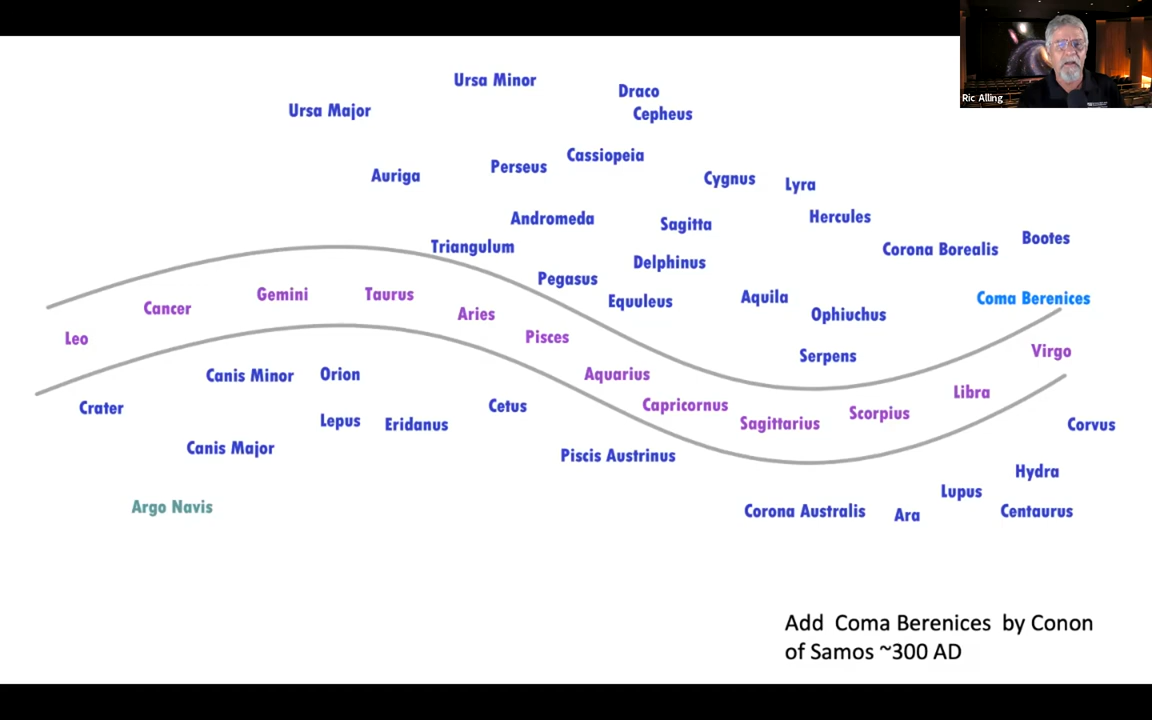 Ric Alling
Ursa Minor
Draco
Ursa Major
Cepheus
Cassiopeia
Perseus
Auriga
Cygnus
Lyra
Hercules
Andromeda
Sagitta
Bootes
Triangulum
Corona Borealis
Delphinus
Pegasus
Gemini
Taurus
Aquila
Coma Berenices
Equuleus
Cancer
Aries
Ophiuchus
Leo
Pisces
Virgo
Serpens
Canis Minor
Orion
Aquarius
Libra
Crater
Cetus
Capricornus
Scorpius
Lepus
Eridanus
Sagittarius
Corvus
Canis Major
Piscis Austrinus
Hydra
Lupus
Argo Navis
Corona Australis
Ara
Centaurus
Add Coma Berenices by Conon
of Samos ~300 AD